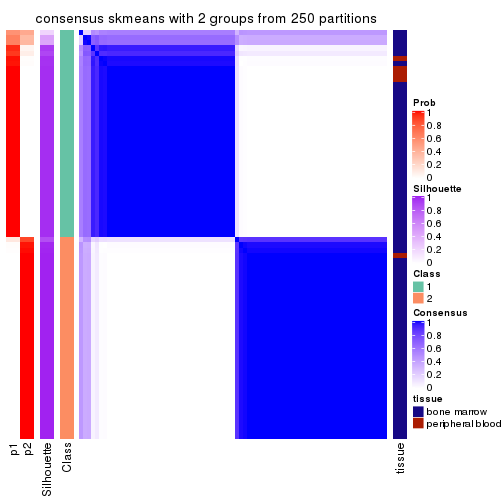 consensus skmeans with 2 groups from 250 partitions
Prob
1
0.8
0.6
0.4
0.2
0
Silhouette
1
0.8
0.6
0.4
0.2
0
Class
1
2
Consensus
1
0.8
0.6
0.4
0.2
0
tissue
bone marrow
peripheral blood
p1
p2
Silhouette
Class
tissue